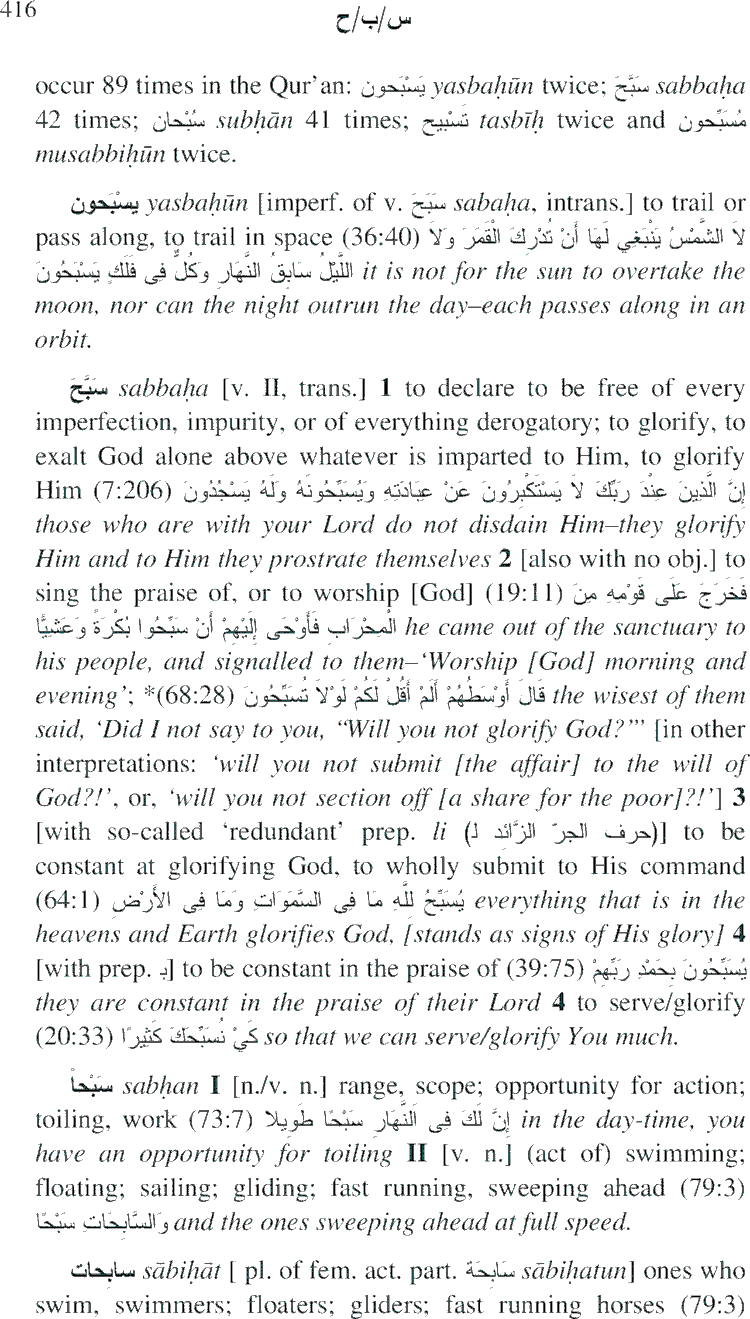 416
س/ب/ح
occur 89 times in the Qur’an: يَسْبَحون yasbaḥūn twice; سَبَّحَ sabbaḥa
42 times; سُبْحان subḥān 41 times; تَسْبيح tasbīḥ twice and مُسَبِّحون
musabbiḥūn twice.
يسْبَحون yasbaḥūn [imperf. of v. سَبَحَ sabaḥa, intrans.] to trail or
pass along, to trail in space (36:40) لاَ الشَّمْسُ يَنْبَغِي لَهَا أَنْ تُدْرِكَ الْقَمَرَ وَلاَ
اللَّيْلُ سَابِقُ النَّهَارِ وَكُلٌّ فِى فَلَكٍ يَسْبَحُونَ it is not for the sun to overtake the
moon, nor can the night outrun the day–each passes along in an
orbit.
سَبَّحَ sabbaḥa [v. II, trans.] 1 to declare to be free of every
imperfection, impurity, or of everything derogatory; to glorify, to
exalt God alone above whatever is imparted to Him, to glorify
Him (7:206) إِنَّ الَّذِينَ عِنْدَ رَبِّكَ لاَ يَسْتَكْبِرُونَ عَنْ عِبَادَتِهِ وَيُسَبِّحُونَهُ وَلَهُ يَسْجُدُونَ
those who are with your Lord do not disdain Him–they glorify
Him and to Him they prostrate themselves 2 [also with no obj.] to
sing the praise of, or to worship [God] (19:11) فَخَرَجَ عَلَى قَوْمِهِ مِنَ
الْمِحْرَابِ فَأَوْحَى إِلَيْهِمْ أَنْ سَبِّحُوا بُكْرَةً وَعَشِيًّا he came out of the sanctuary to
his people, and signalled to them–‘Worship [God] morning and
evening’; *(68:28) قَالَ أَوْسَطُهُمْ أَلَمْ أَقُلْ لَكُمْ لَوْلاَ تُسَبِّحُونَ the wisest of them
said, ‘Did I not say to you, “Will you not glorify God?”’ [in other
interpretations: ‘will you not submit [the affair] to the will of
God?!’, or, ‘will you not section off [a share for the poor]?!’] 3
[with so-called ‘redundant’ prep. li (حرف الجرّ الزَّائِد لـ)] to be
constant at glorifying God, to wholly submit to His command
(64:1) يُسَبِّحُ لِلَّهِ مَا فِى السَّمَوَاتِ وَمَا فِى الأَرْضِ everything that is in the
heavens and Earth glorifies God, [stands as signs of His glory] 4
[with prep. بـ] to be constant in the praise of (39:75) يُسَبِّحُونَ بِحَمْدِ رَبِّهِمْ
they are constant in the praise of their Lord 4 to serve/glorify
(20:33) كَيْ نُسَبِّحَكَ كَثِيرًا so that we can serve/glorify You much.
سَبْحاً sabḥan I [n./v. n.] range, scope; opportunity for action;
toiling, work (73:7) إِنَّ لَكَ فِى الَّنهَارِ سَبْحًا طَوِيلا in the day-time, you
have an opportunity for toiling II [v. n.] (act of) swimming;
floating; sailing; gliding; fast running, sweeping ahead (79:3)
وَالسَّابِحَاتِ سَبْحًا and the ones sweeping ahead at full speed.
سابِحات sābiḥāt [ pl. of fem. act. part. سَابِحَة sābiḥatun] ones who
swim, swimmers; floaters; gliders; fast running horses (79:3)